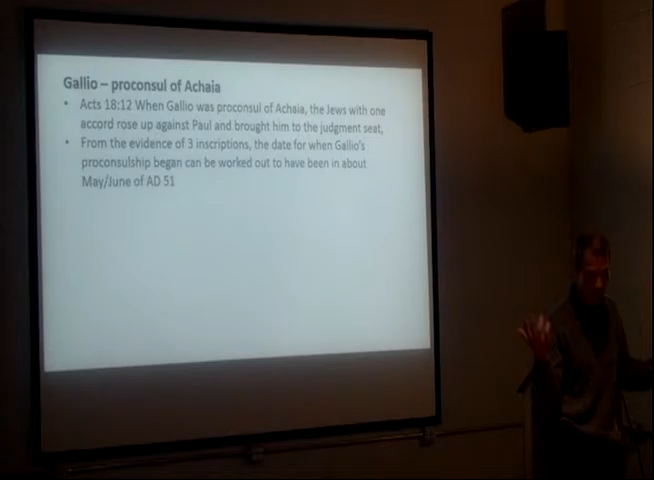 Gallio – proconsul of Achaia
• Acts 18:12 When Gallio was proconsul of Achaia, the Jews with one
accord rose up against Paul and brought him to the judgment seat,
• From the evidence of 3 inscriptions, the date for when Gallio's
proconsulship began can be worked out to have been in about
May/June of AD 51